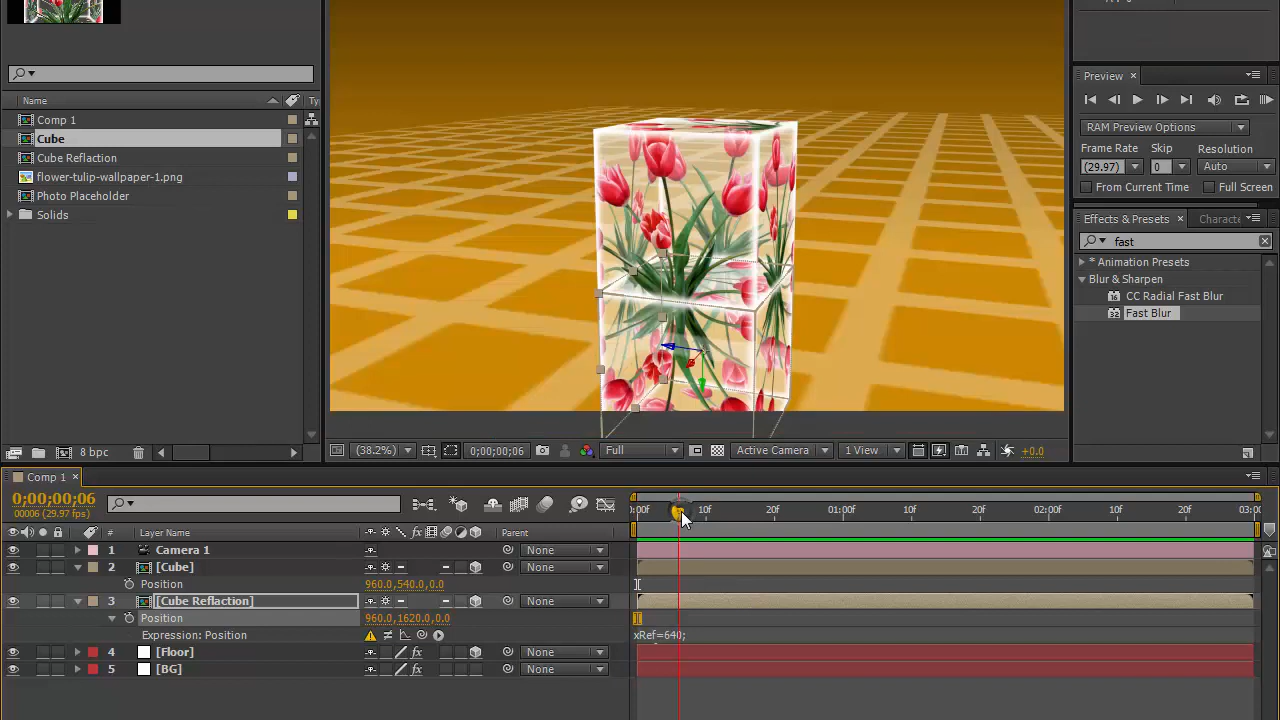 Name
Ty
Comp 1
Cube
Cube Reflaction
flower-tulip-wallpaper-1.png
Photo Placeholder
Solids
8 bpc
(38.2%)
0;00;00;06
Full
Active Camera
1 View
+0.0
Preview
RAM Preview Options
Frame Rate
Skip
Resolution
(29.97)
0
Auto
From Current Time
Full Screen
Effects & Presets
Characte
fast
* Animation Presets
Blur & Sharpen
CC Radial Fast Blur
Fast Blur
Comp 1
0;00;00;06
00006 (29.97 fps)
:00f
10f
20f
01:00f
10f
20f
02:00f
10f
20f
03:00
#
Layer Name
Parent
1
Camera 1
None
2
[Cube]
None
Position
960.0,540.0,0.0
3
[Cube Reflaction]
None
Position
960.0,1620.0,0.0
Expression: Position
xRef=640;
4
[Floor]
None
5
[BG]
None